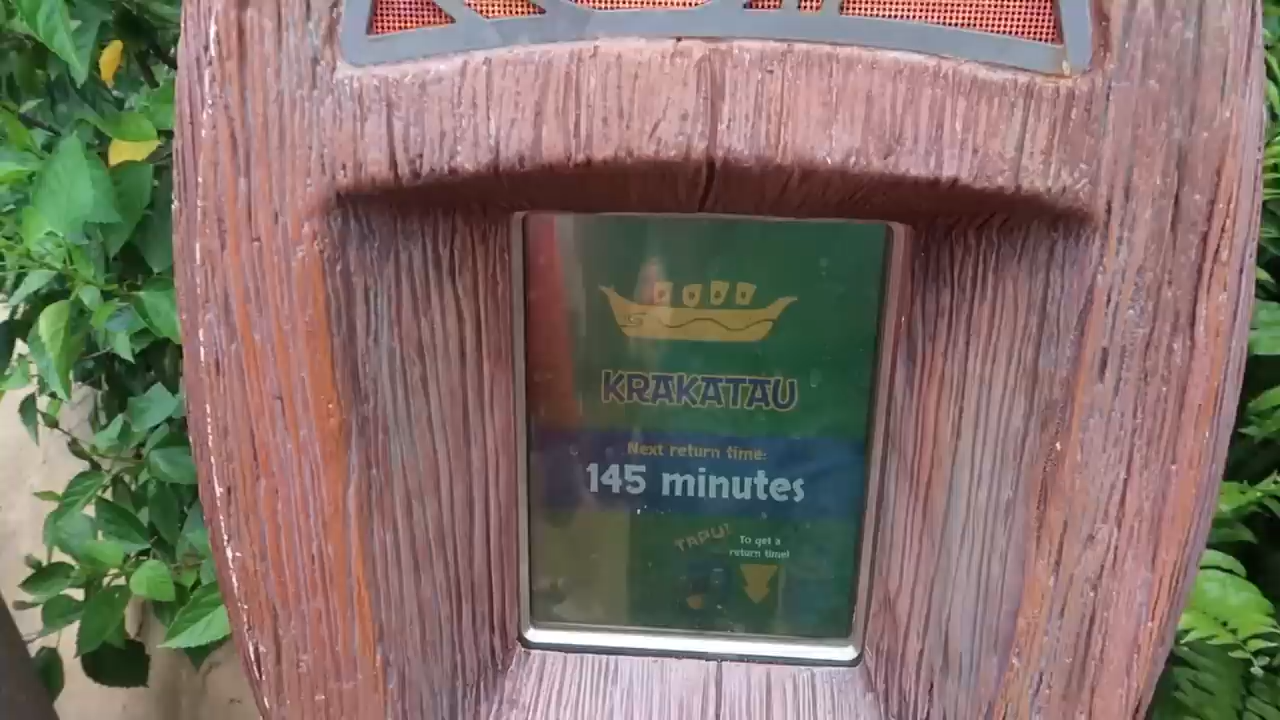 KRAKATAU
Next return time:
145 minutes
TAPU!
To get a
return time!